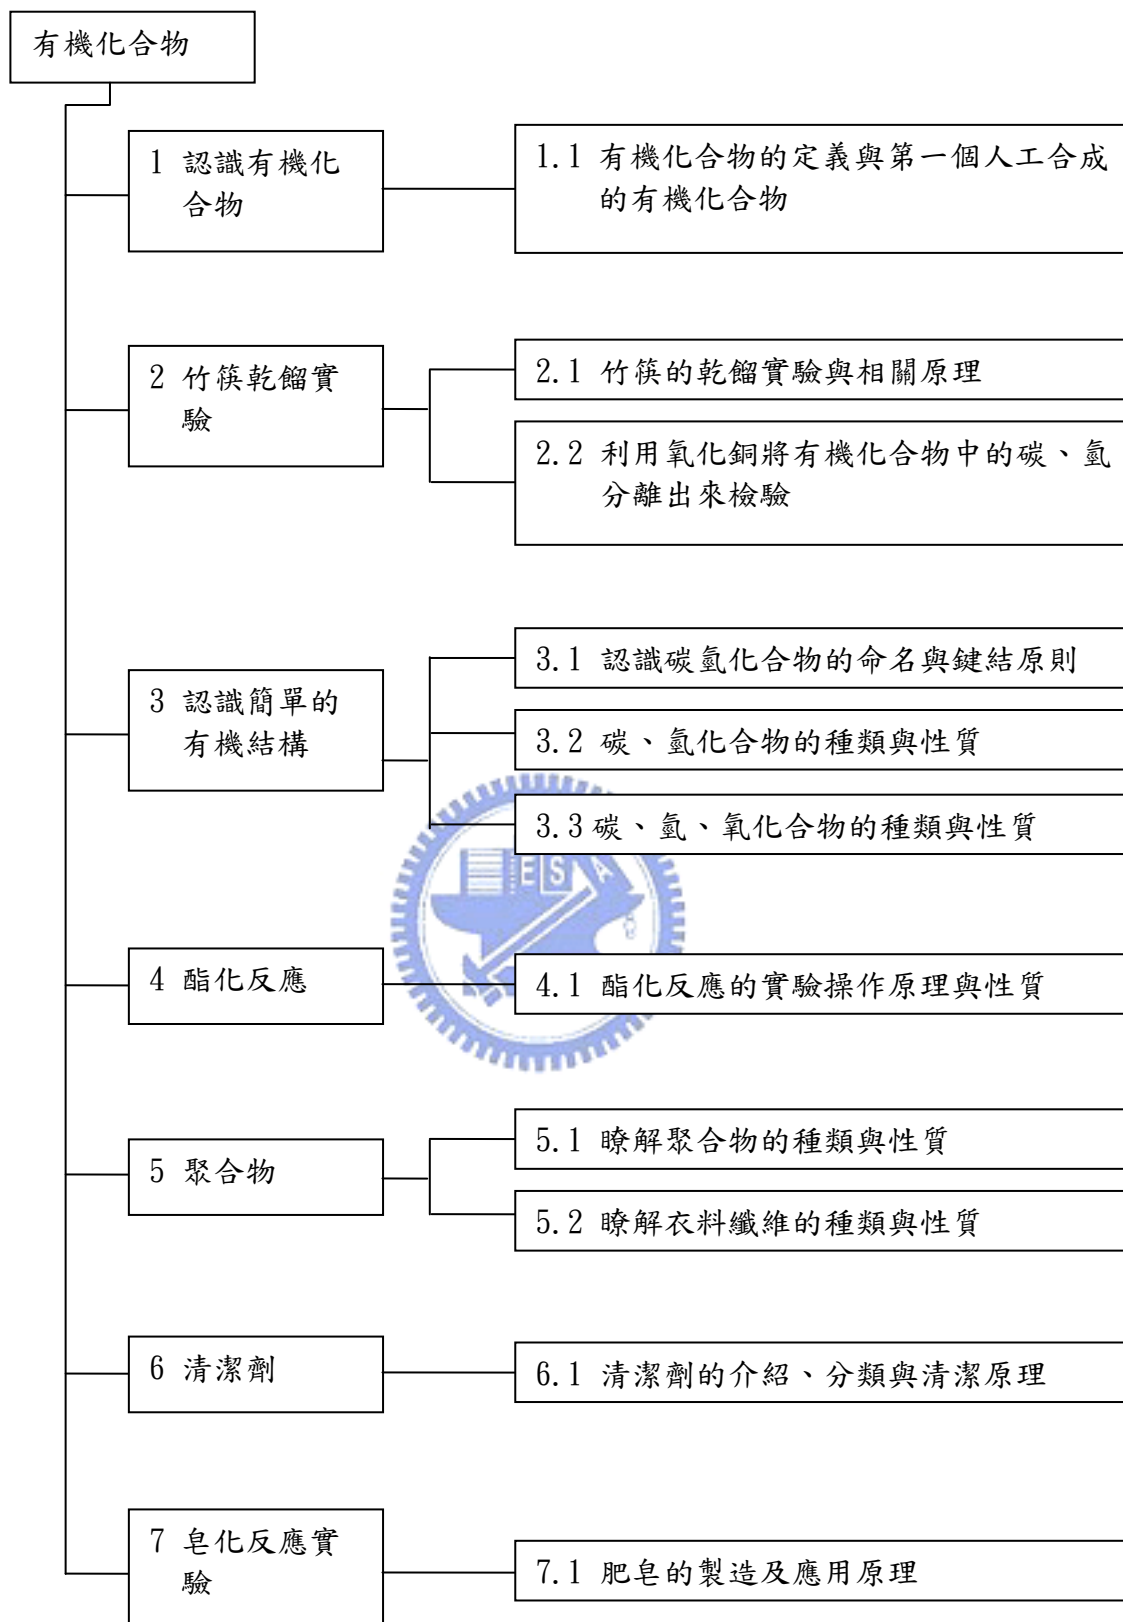 有機化合物
1 認識有機化
合物
1.1 有機化合物的定義與第一個人工合成
的有機化合物
2 竹筷乾餾實
驗
2.1 竹筷的乾餾實驗與相關原理
2.2 利用氧化銅將有機化合物中的碳、氫
分離出來檢驗
3 認識簡單的
有機結構
3.1 認識碳氫化合物的命名與鍵結原則
3.2 碳、氫化合物的種類與性質
3.3 碳、氫、氧化合物的種類與性質
ESA
4 酯化反應
4.1 酯化反應的實驗操作原理與性質
5 聚合物
5.1 瞭解聚合物的種類與性質
5.2 瞭解衣料纖維的種類與性質
6 清潔劑
6.1 清潔劑的介紹、分類與清潔原理
7 皂化反應實
驗
7.1 肥皂的製造及應用原理